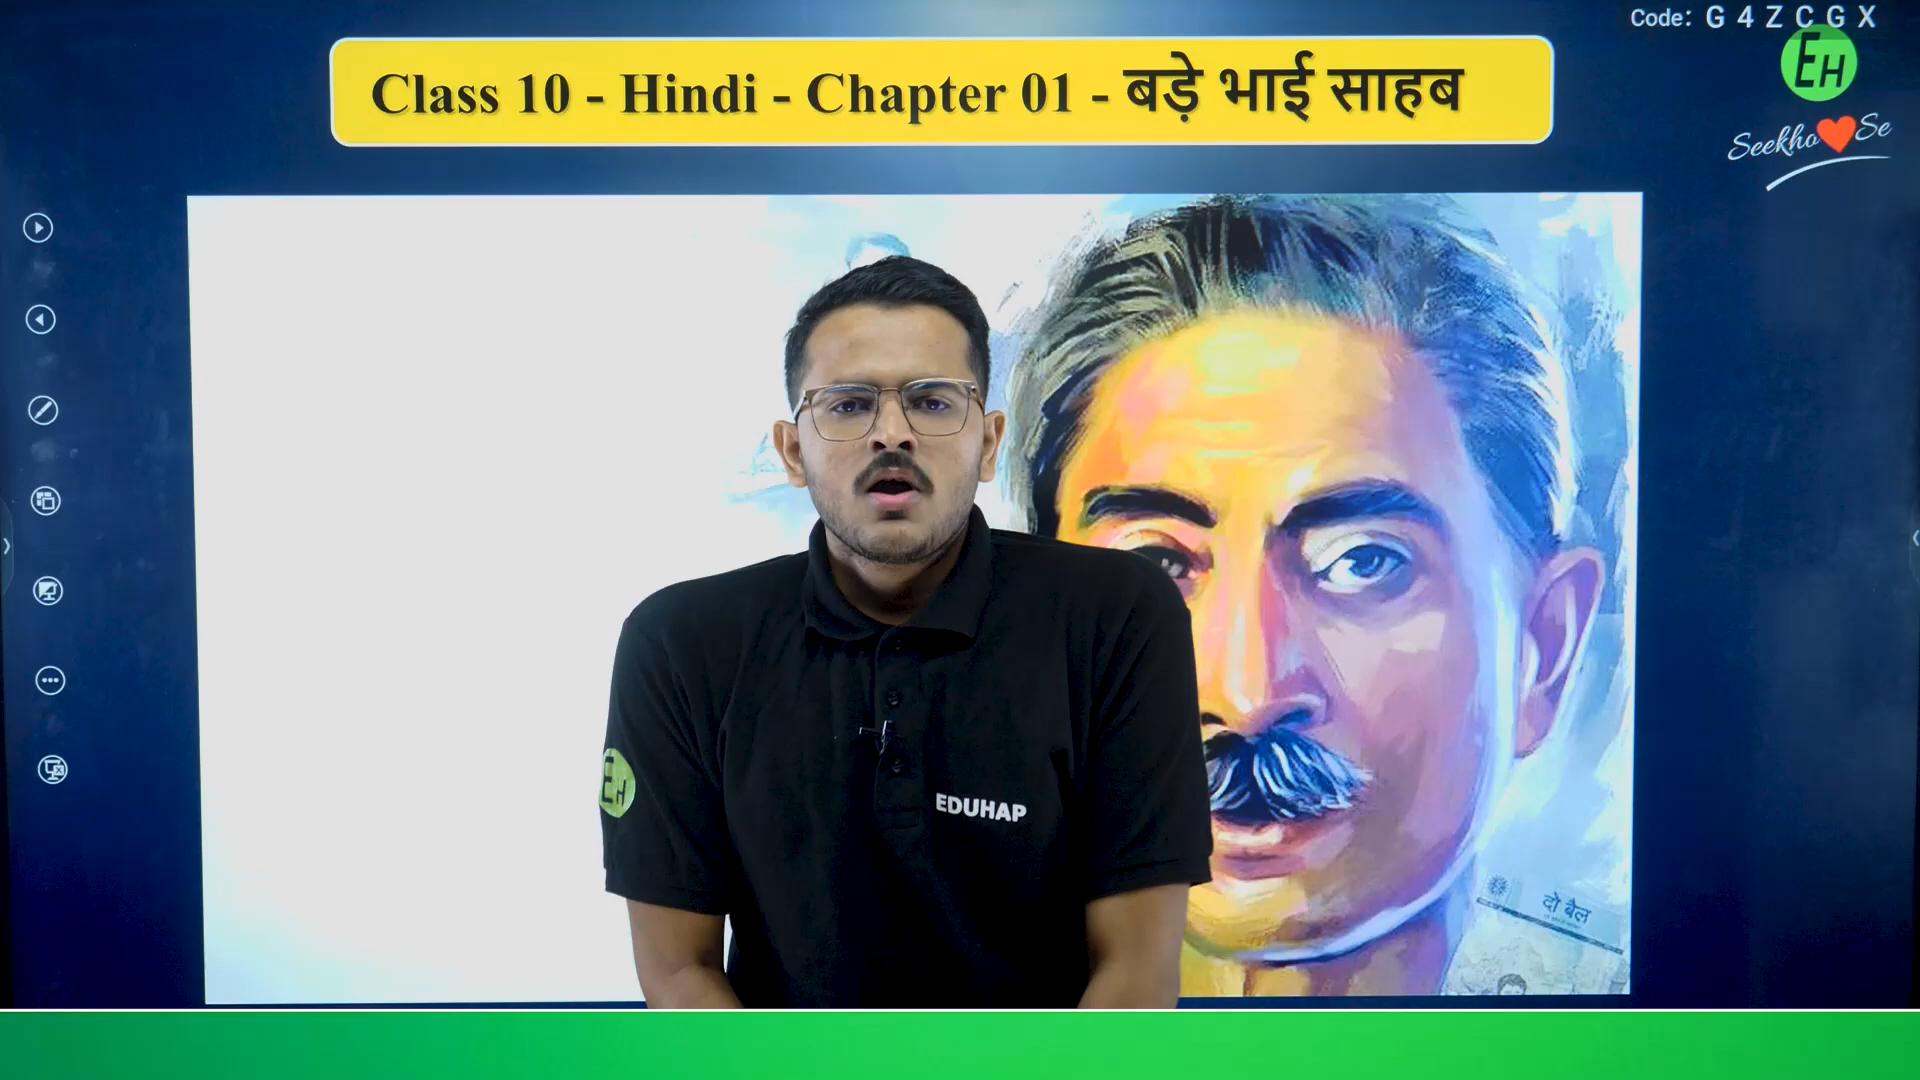 Code: G 4 Z C G X
EH
Class 10 - Hindi - Chapter 01 - बड़े भाई साहब
Seekho ❤ Se
EH
EDUHAP
दो बैल